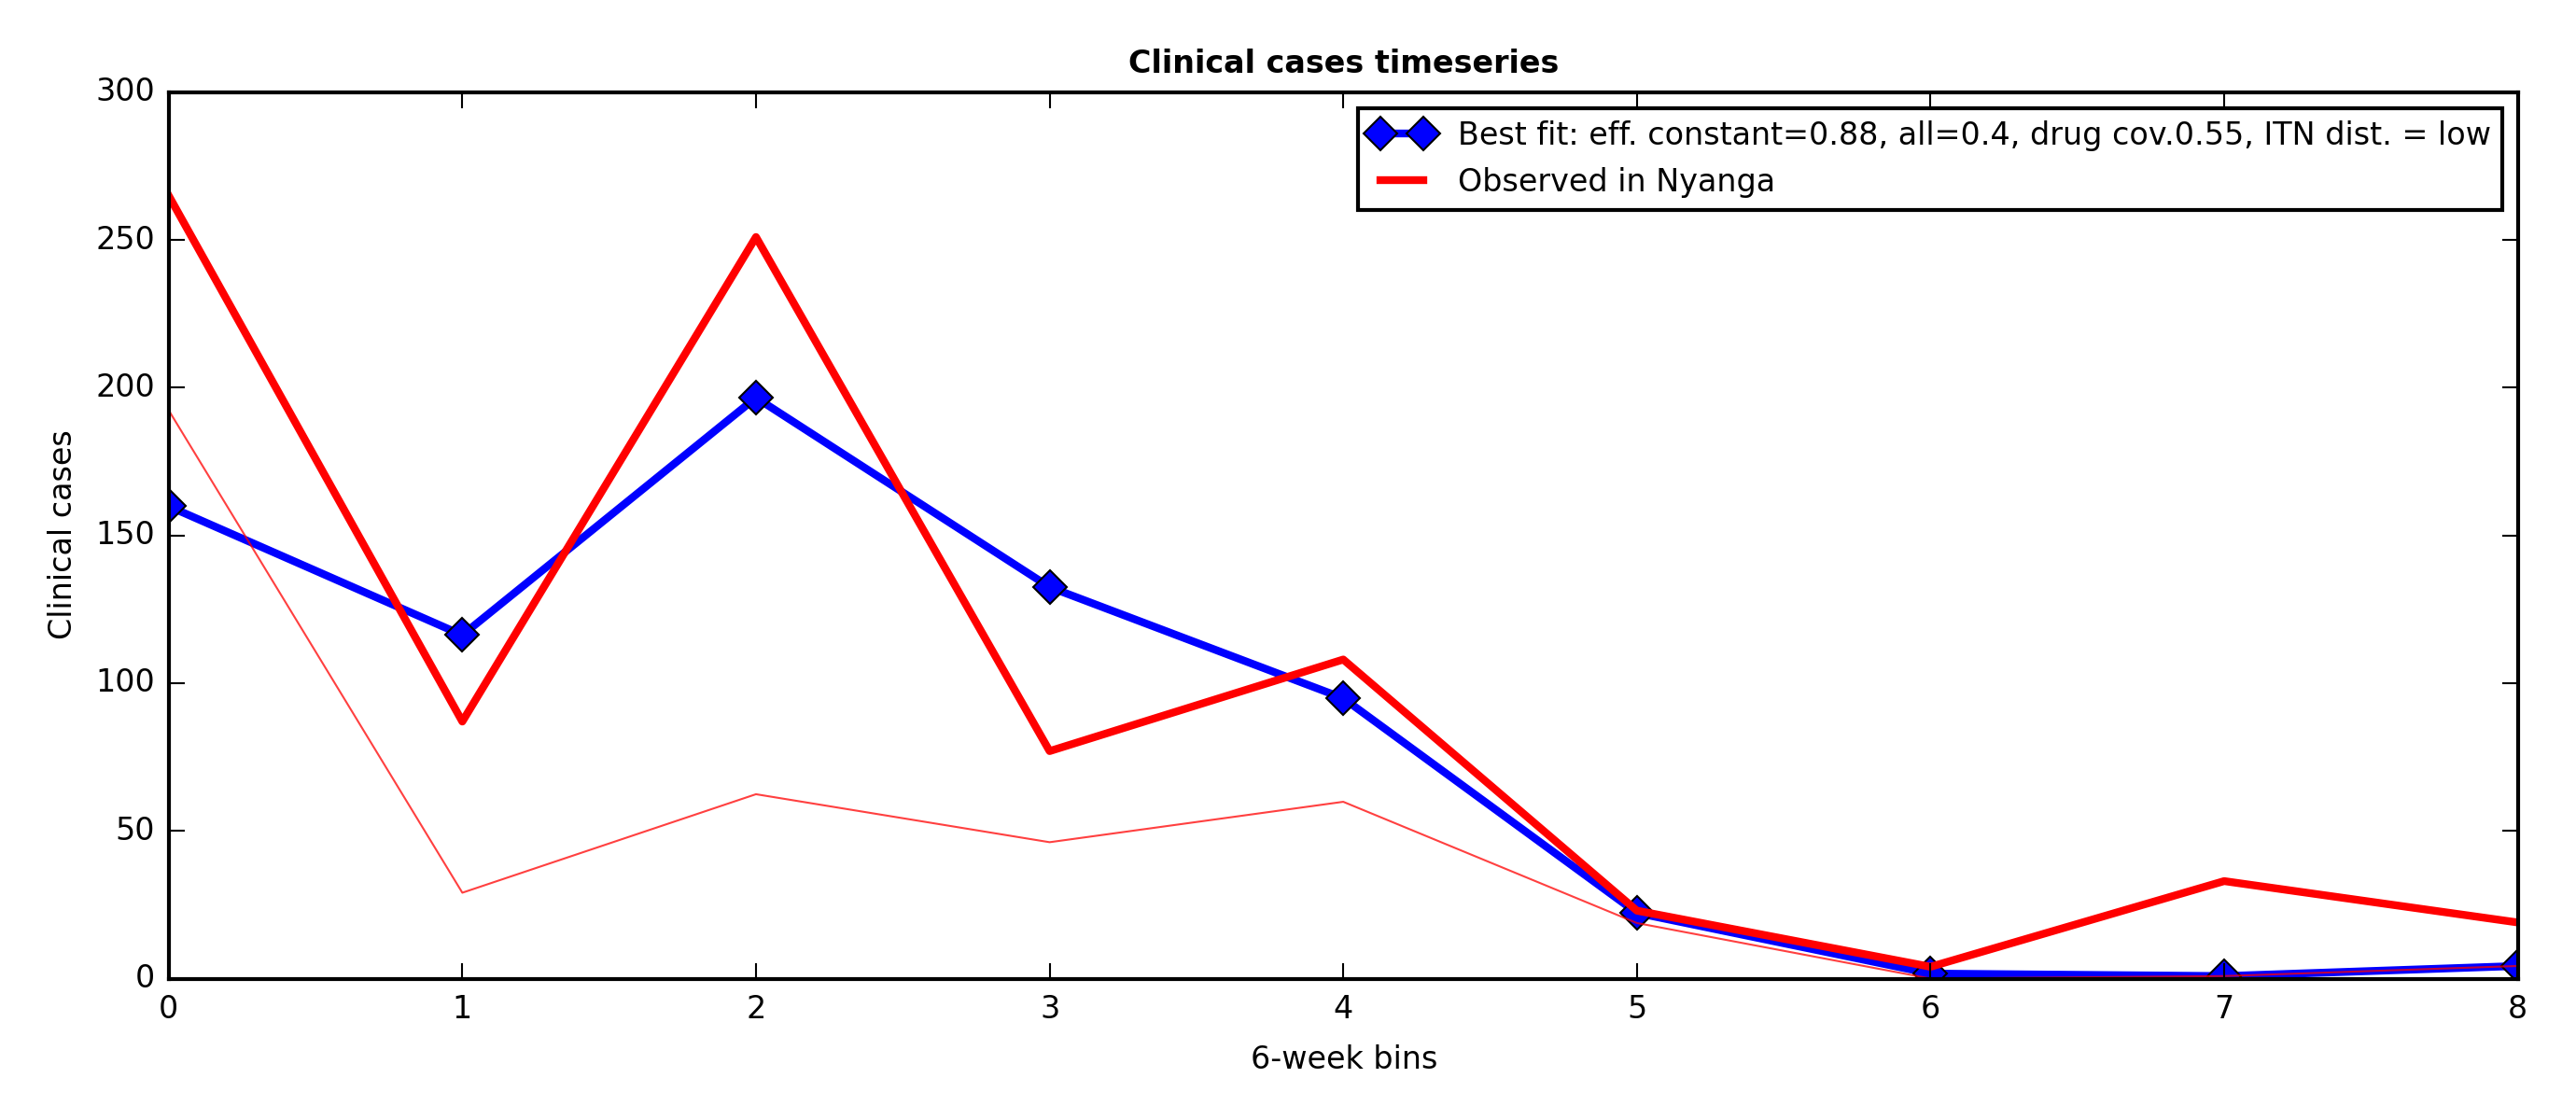 Clinical cases timeseries
Best fit: eff. constant=0.88, all=0.4, drug cov.0.55, ITN dist. = low
Observed in Nyanga
Clinical cases
300
250
200
150
100
50
0
0 1 2 3 4 5 6 7 8
6-week bins